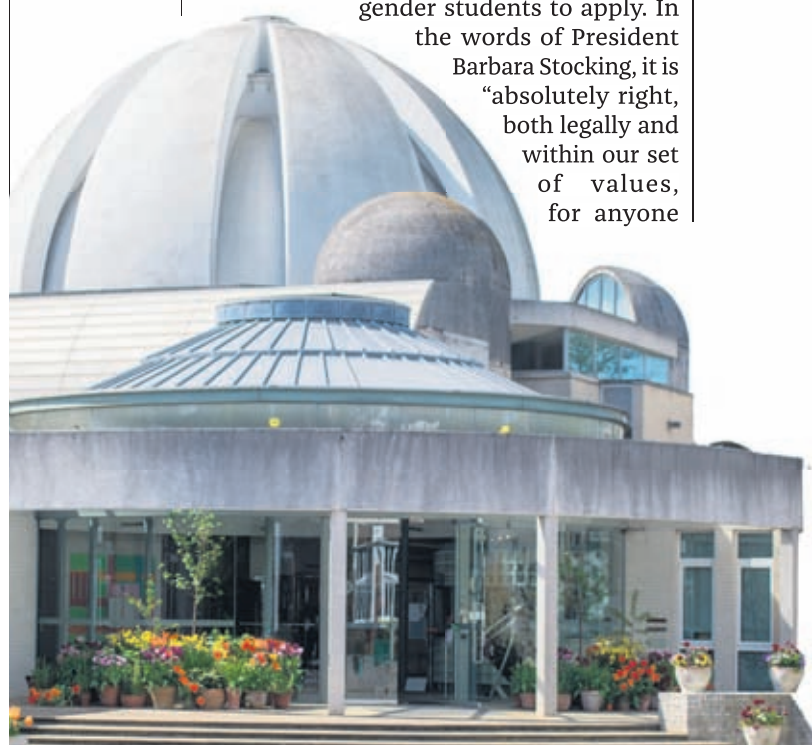 gender students to apply. In
the words of President
Barbara Stocking, it is
“absolutely right,
both legally and
within our set
of values,
for anyone